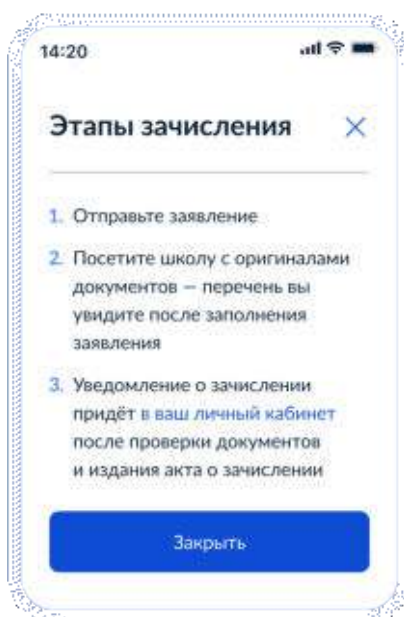 14:20
Этапы зачисления
1. Отправьте заявление
2. Посетите школу с оригиналами
документов — перечень вы
увидите после заполнения
заявления
3. Уведомление о зачислении
придёт в ваш личный кабинет
после проверки документов
и издания акта о зачислении
Закрыть